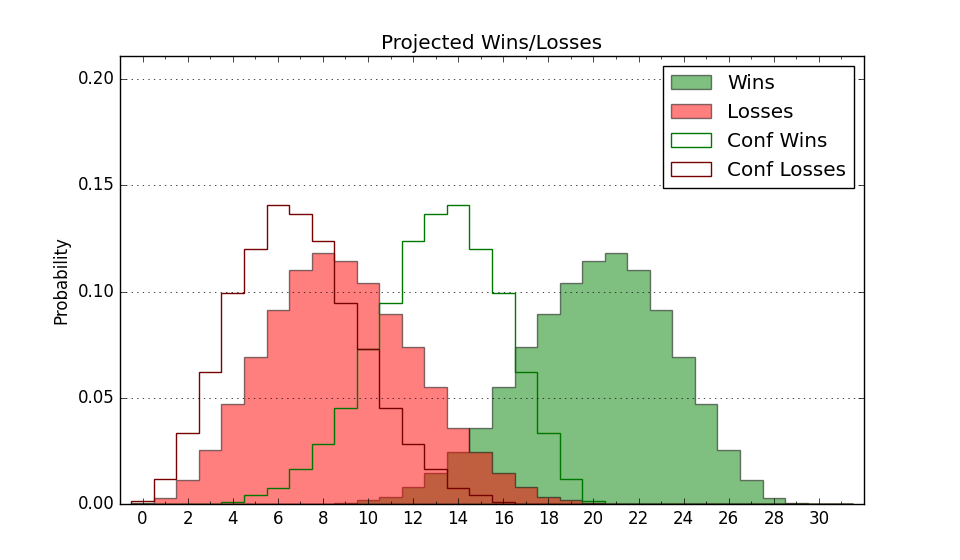 Projected Wins/Losses
0.20
0.15
0.10
0.05
0.00
Probability
Wins
Losses
Conf Wins
Conf Losses
0 2 4 6 8 10 12 14 16 18 20 22 24 26 28 30